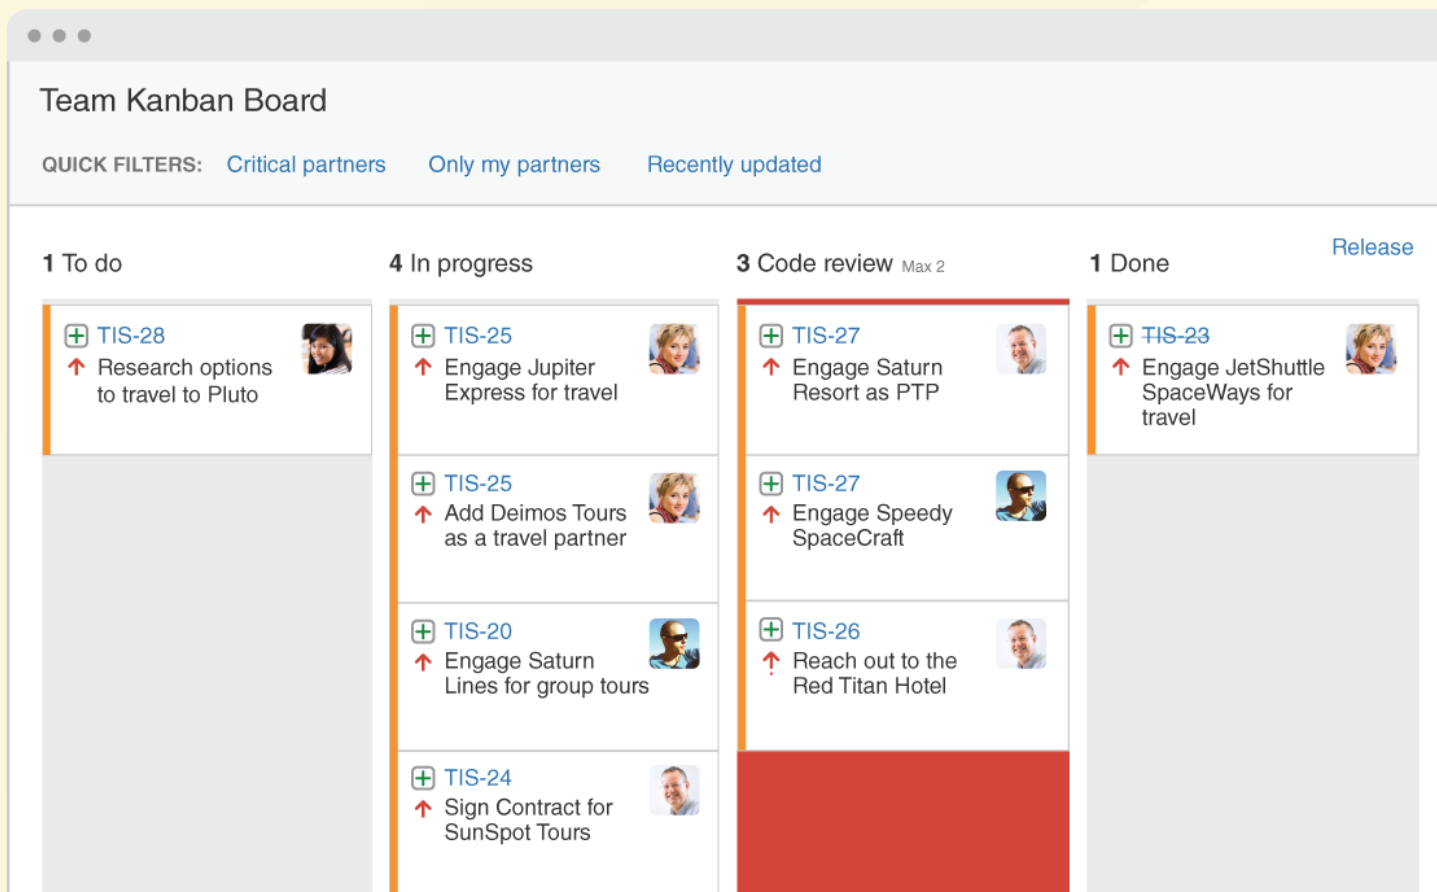 Team Kanban Board
QUICK FILTERS: Critical partners Only my partners Recently updated
Release
1 To do
TIS-28
Research options
to travel to Pluto
4 In progress
TIS-25
Engage Jupiter
Express for travel
TIS-25
Add Deimos Tours
as a travel partner
TIS-20
Engage Saturn
Lines for group tours
TIS-24
Sign Contract for
SunSpot Tours
3 Code review Max 2
TIS-27
Engage Saturn
Resort as PTP
TIS-27
Engage Speedy
SpaceCraft
TIS-26
Reach out to the
Red Titan Hotel
1 Done
TIS-23
Engage JetShuttle
SpaceWays for
travel